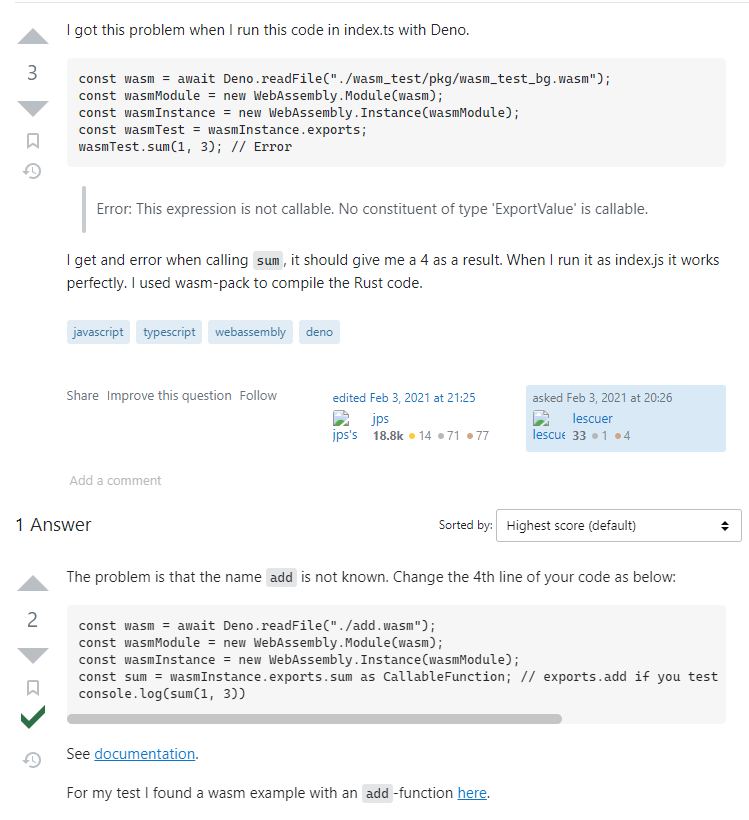 I got this problem when I run this code in index.ts with Deno.
3
const wasm = await Deno.readFile("./wasm_test/pkg/wasm_test_bg.wasm");
const wasmModule = new WebAssembly.Module(wasm);
const wasmInstance = new WebAssembly.Instance(wasmModule);
const wasmTest = wasmInstance.exports;
wasmTest.sum(1, 3); // Error
Error: This expression is not callable. No constituent of type 'ExportValue' is callable.
I get and error when calling sum, it should give me a 4 as a result. When I run it as index.js it works
perfectly. I used wasm-pack to compile the Rust code.
javascript typescript webassembly deno
Share Improve this question Follow
edited Feb 3, 2021 at 21:25
jps
jps's 18.8k 14 71 77
asked Feb 3, 2021 at 20:26
lescuer
lescue 33 1 4
Add a comment
1 Answer
Sorted by: Highest score (default)
The problem is that the name add is not known. Change the 4th line of your code as below:
2
const wasm = await Deno.readFile("./add.wasm");
const wasmModule = new WebAssembly.Module(wasm);
const wasmInstance = new WebAssembly.Instance(wasmModule);
const sum = wasmInstance.exports.sum as CallableFunction; // exports.add if you test
console.log(sum(1, 3))
See documentation.
For my test I found a wasm example with an add-function here.